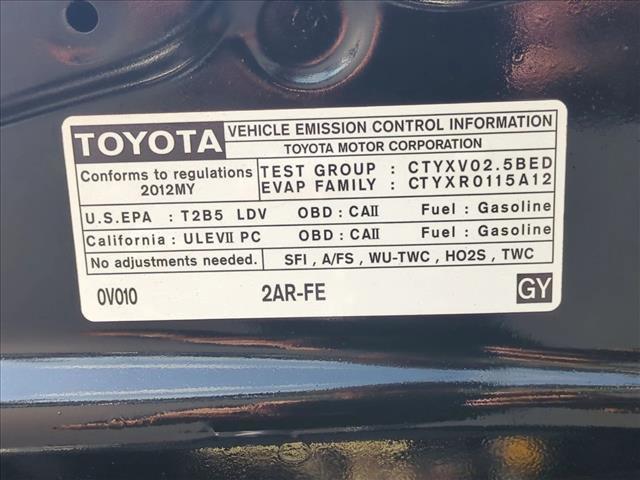 TOYOTA VEHICLE EMISSION CONTROL INFORMATION
TOYOTA MOTOR CORPORATION
Conforms to regulations
2012MY
TEST GROUP : CTYXV02.5BED
EVAP FAMILY : CTYXR0115A12
U.S.EPA : T2B5 LDV OBD : CAII Fuel : Gasoline
California : ULEVII PC OBD : CAII Fuel : Gasoline
No adjustments needed. SFI , A/FS , WU-TWC , HO2S , TWC
0V010 2AR-FE GY